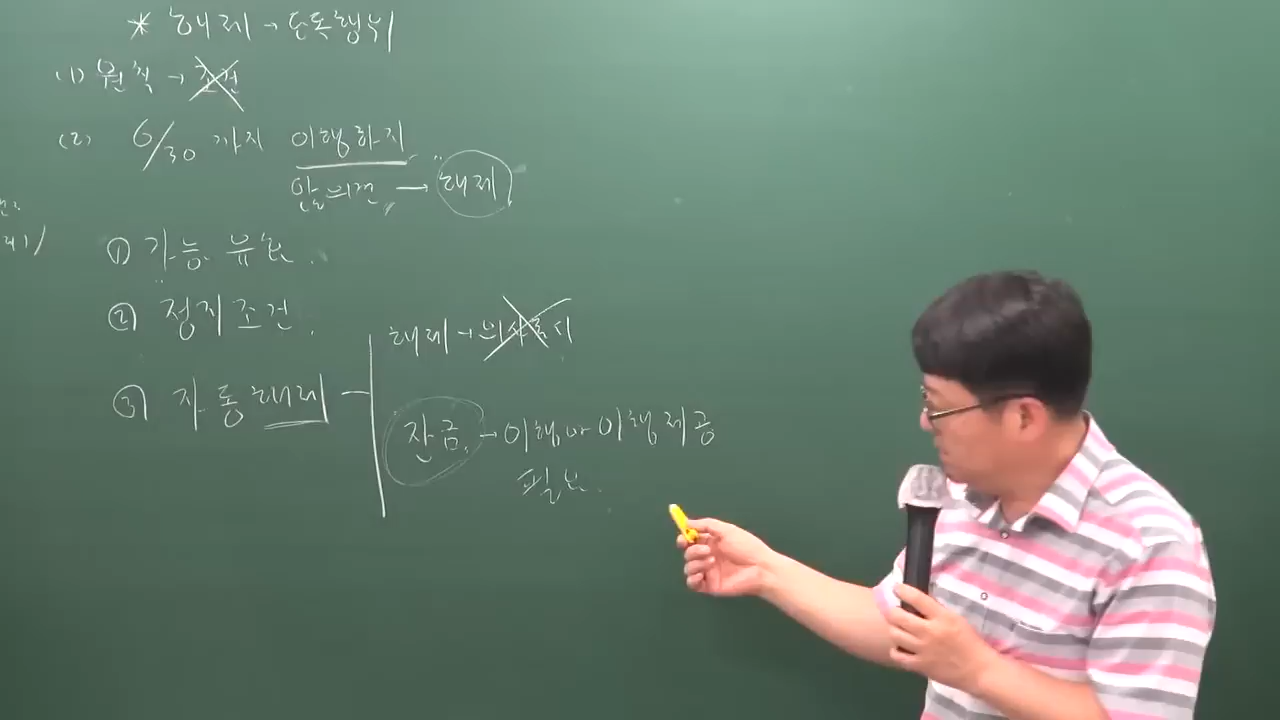 * 해제 → 단독행위
(1) 원칙 → 조건
(2) 6/30 까지 이행하지
않으면 → 해제
① 가능. 유효.
② 정지조건.
③ 자동해제
해제 → 의사표시
잔금. → 이행이나 이행제공
필요.